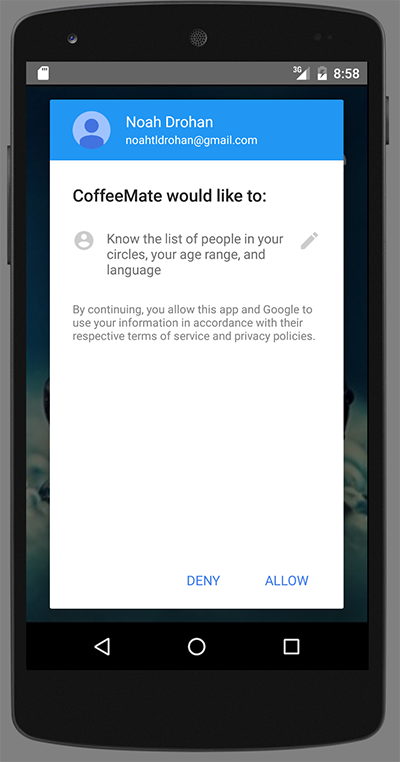 3G 8:58
Noah Drohan
noahtldrohan@gmail.com
CoffeeMate would like to:
Know the list of people in your
circles, your age range, and
language
By continuing, you allow this app and Google to
use your information in accordance with their
respective terms of service and privacy policies.
DENY ALLOW